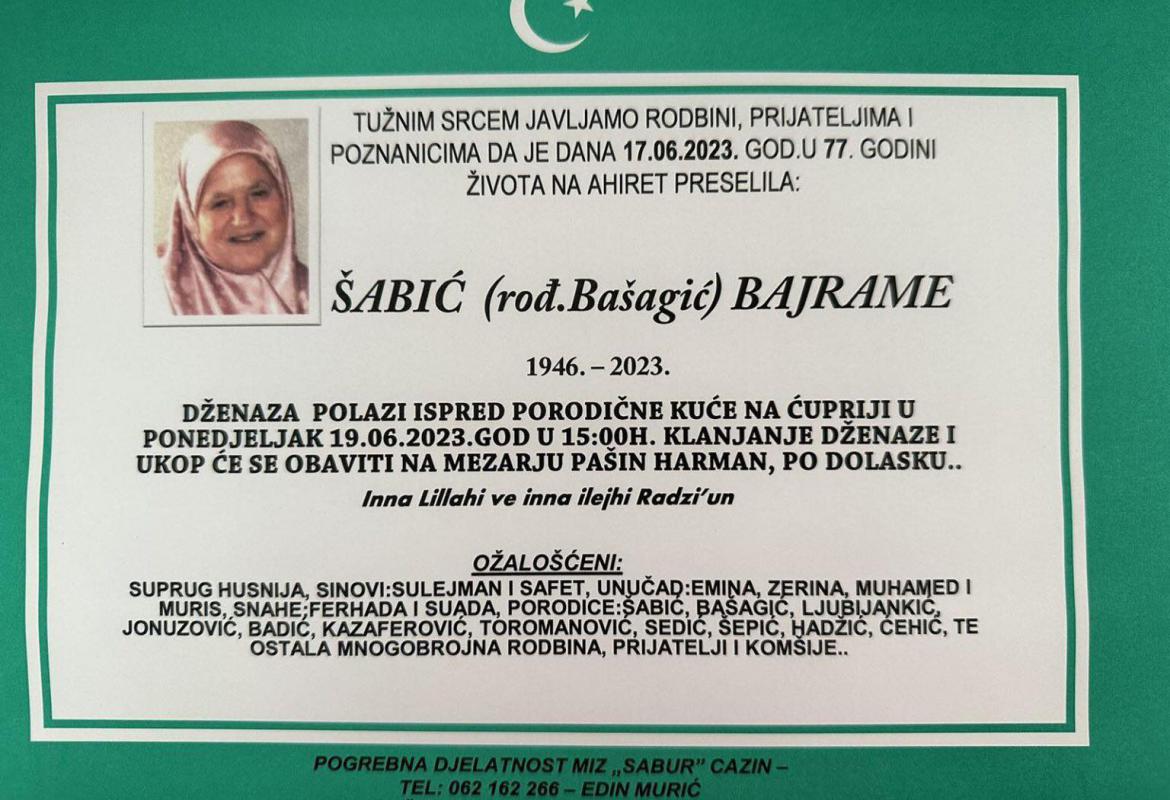 TUŽNIM SRCEM JAVLJAMO RODBINI, PRIJATELJIMA I
POZNANICIMA DA JE DANA 17.06.2023. GOD.U 77. GODINI
ŽIVOTA NA AHIRET PRESELILA:
ŠABIĆ (rođ.Bašagić) BAJRAME
1946. – 2023.
DŽENAZA POLAZI ISPRED PORODIČNE KUĆE NA ĆUPRIJI U
PONEDJELJAK 19.06.2023.GOD U 15:00H. KLANJANJE DŽENAZE I
UKOP ĆE SE OBAVITI NA MEZARJU PAŠIN HARMAN, PO DOLASKU..
Inna Lillahi ve inna ilejhi Radzi'un
OŽALOŠĆENI:
SUPRUG HUSNIJA, SINOVI:SULEJMAN I SAFET, UNUČAD:EMINA, ZERINA, MUHAMED I
MURIS, SNAHE:FERHADA I SUADA, PORODICE:ŠABIĆ, BAŠAGIĆ, LJUBIJANKIĆ,
JONUZOVIĆ, BADIĆ, KAZAFEROVIĆ, TOROMANOVIĆ, SEDIĆ, ŠEPIĆ, HADŽIĆ, ĆEHIĆ, TE
OSTALA MNOGOBROJNA RODBINA, PRIJATELJI I KOMŠIJE..
POGREBNA DJELATNOST MIZ „SABUR" CAZIN –
TEL: 062 162 266 – EDIN MURIĆ